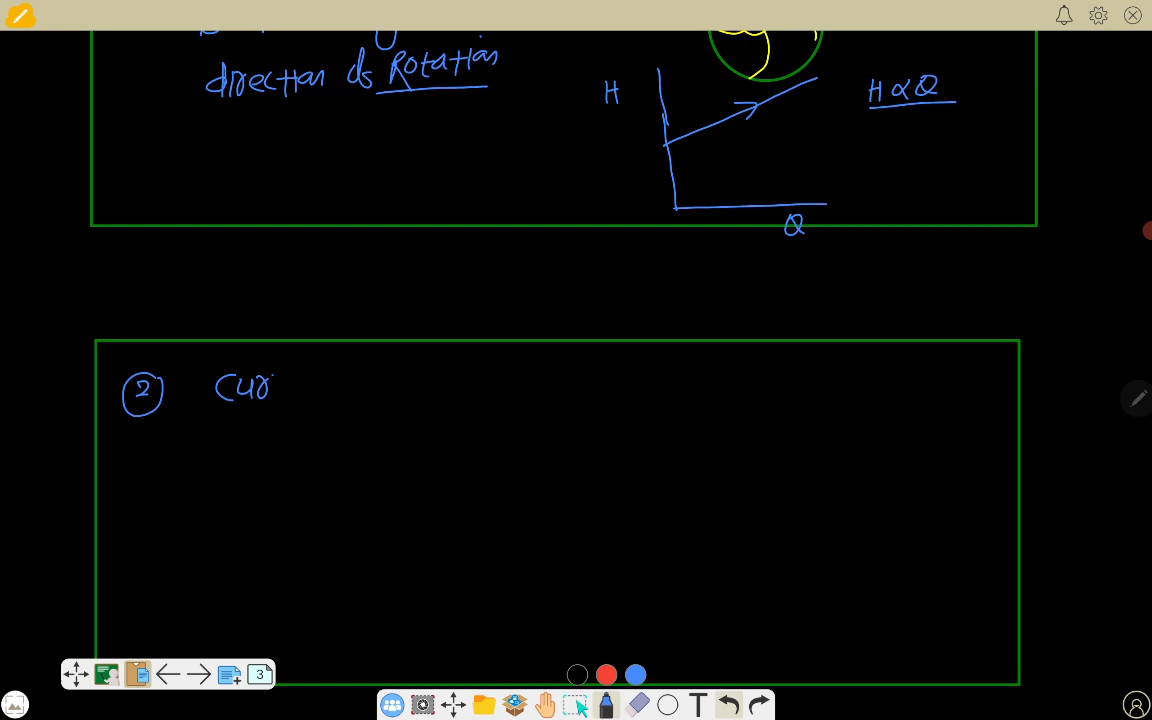 direction ds Rotation
H
H ∝ Q
Q
2 Cur
3
T